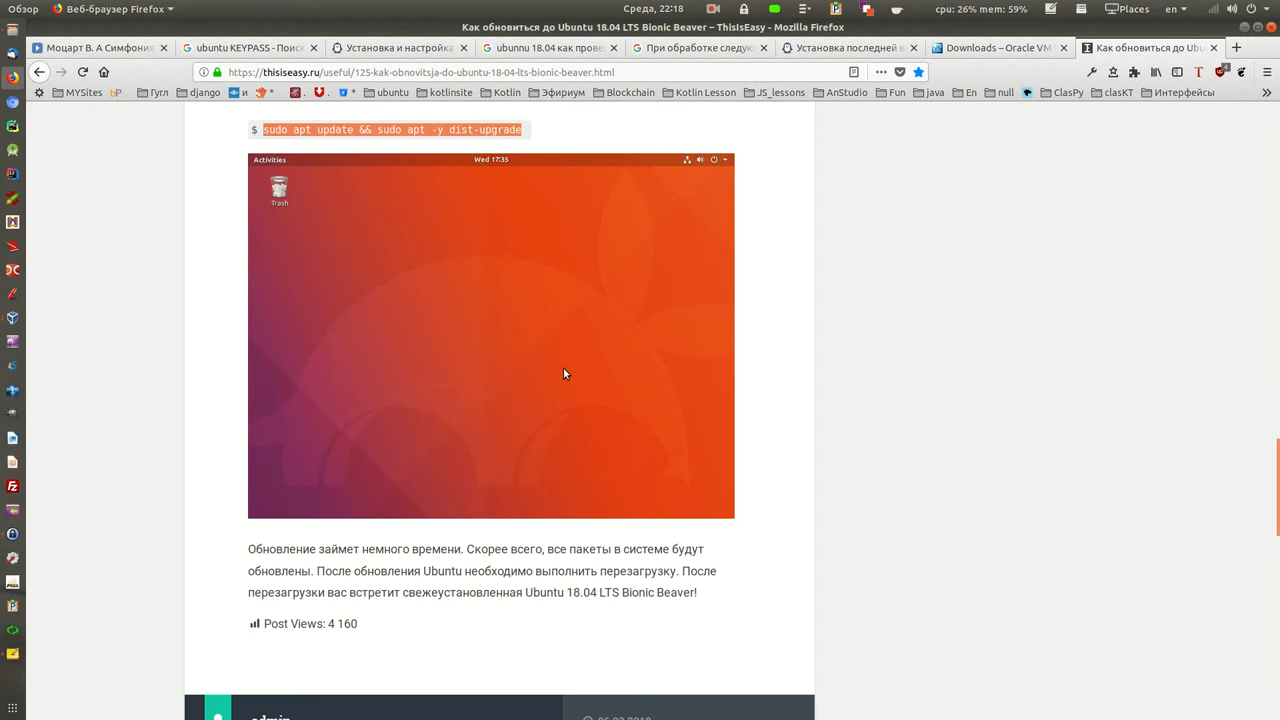 Обзор Веб-браузер Firefox Среда, 22:18 cpu: 26% mem: 59% Places en
Как обновиться до Ubuntu 18.04 LTS Bionic Beaver – ThisIsEasy - Mozilla Firefox
Моцарт В. А Симфония ubuntu KEYPASS - Поиск Установка и настройка ubunnu 18.04 как прове При обработке следую Установка последней в Downloads – Oracle VM Как обновиться до Ubu
https://thisiseasy.ru/useful/125-kak-obnovitsja-do-ubuntu-18-04-lts-bionic-beaver.html
MYSites bP Гугл django и ubuntu kotlinsite Kotlin Эфириум Blockchain Kotlin Lesson JS_lessons AnStudio Fun java En null ClasPy clasKT Интерфейсы
$ sudo apt update && sudo apt -y dist-upgrade
Activities Wed 17:35
Trash
Обновление займет немного времени. Скорее всего, все пакеты в системе будут
обновлены. После обновления Ubuntu необходимо выполнить перезагрузку. После
перезагрузки вас встретит свежеустановленная Ubuntu 18.04 LTS Bionic Beaver!
Post Views: 4 160
admin